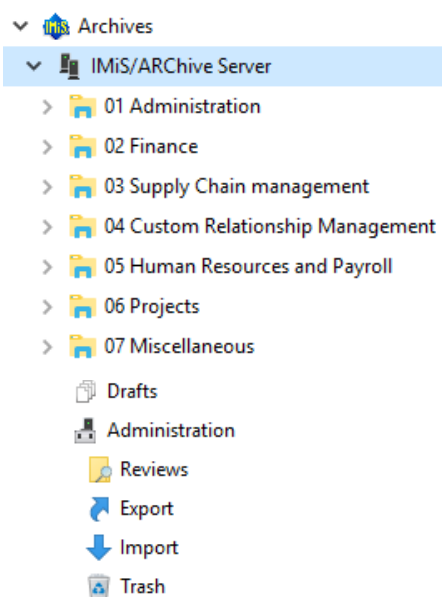 IMiS
Archives
IMiS/ARChive Server
01 Administration
02 Finance
03 Supply Chain management
04 Custom Relationship Management
05 Human Resources and Payroll
06 Projects
07 Miscellaneous
Drafts
Administration
Reviews
Export
Import
Trash